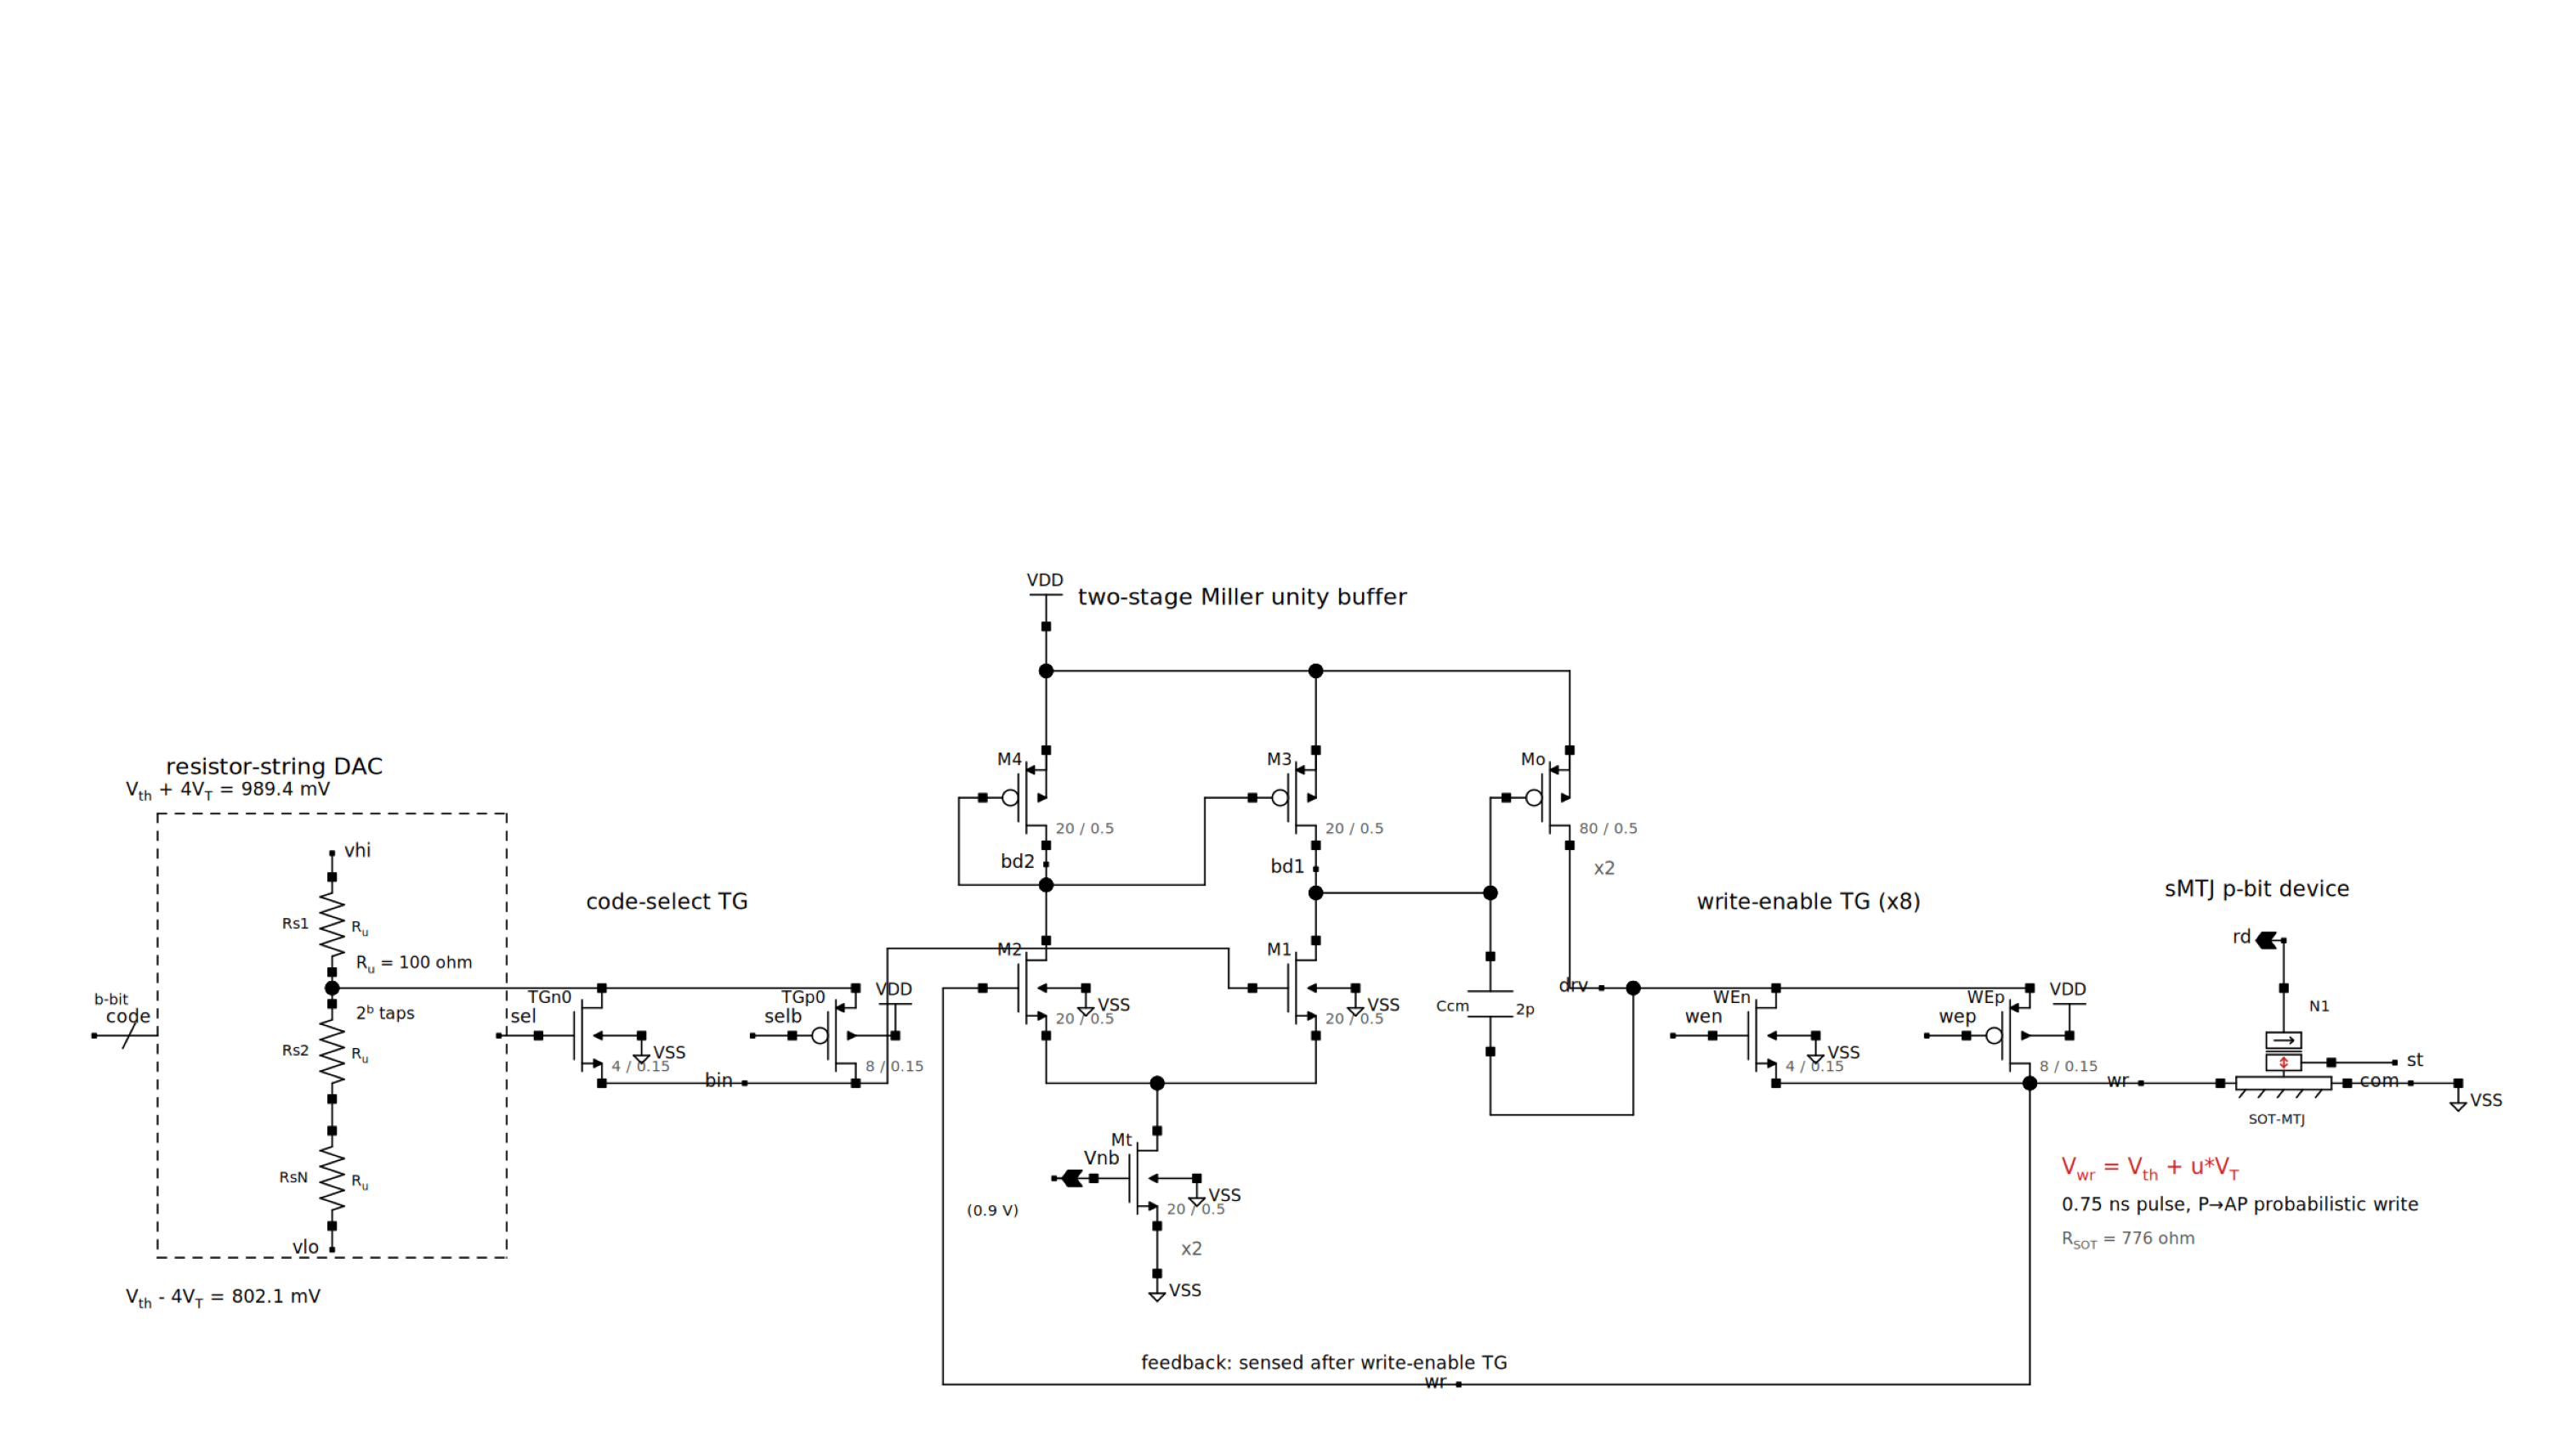 VDD
two-stage Miller unity buffer
resistor-string DAC
Vth + 4VT = 989.4 mV
M4
M3
Mo
20 / 0.5
20 / 0.5
80 / 0.5
vhi
bd2
bd1
x2
code-select TG
write-enable TG (x8)
sMTJ p-bit device
Rs1
Ru
rd
M2
M1
Ru = 100 ohm
b-bit
code
2ᵇ taps
TGn0
TGp0
VDD
sel
selb
VSS
VSS
20 / 0.5
20 / 0.5
Ccm
2p
drv
WEn
WEp
VDD
wen
wep
N1
Rs2
Ru
VSS
4 / 0.15
8 / 0.15
VSS
4 / 0.15
8 / 0.15
st
bin
wr
com
VSS
SOT-MTJ
Mt
Vnb
RsN
Ru
VSS
(0.9 V)
20 / 0.5
Vwr = Vth + u*VT
0.75 ns pulse, P→AP probabilistic write
RSOT = 776 ohm
vlo
x2
VSS
Vth - 4VT = 802.1 mV
feedback: sensed after write-enable TG
wr